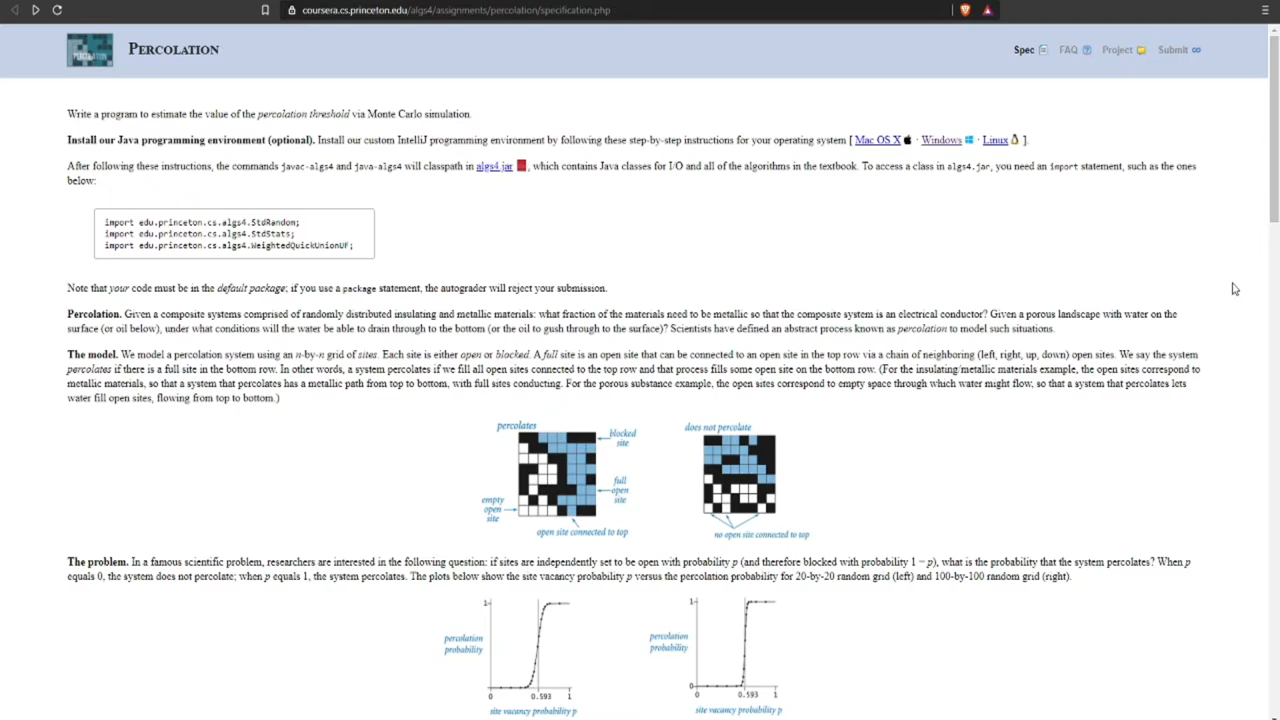 coursera.cs.princeton.edu/algs4/assignments/percolation/specification.php
PERCOLATION
PERCOLATION
Spec FAQ Project Submit
Write a program to estimate the value of the percolation threshold via Monte Carlo simulation.
Install our Java programming environment (optional). Install our custom IntelliJ programming environment by following these step-by-step instructions for your operating system [ Mac OS X · Windows · Linux ].
After following these instructions, the commands javac-algs4 and java-algs4 will classpath in algs4.jar , which contains Java classes for I/O and all of the algorithms in the textbook. To access a class in algs4.jar, you need an import statement, such as the ones
below:
import edu.princeton.cs.algs4.StdRandom;
import edu.princeton.cs.algs4.StdStats;
import edu.princeton.cs.algs4.WeightedQuickUnionUF;
Note that your code must be in the default package; if you use a package statement, the autograder will reject your submission.
Percolation. Given a composite systems comprised of randomly distributed insulating and metallic materials: what fraction of the materials need to be metallic so that the composite system is an electrical conductor? Given a porous landscape with water on the
surface (or oil below), under what conditions will the water be able to drain through to the bottom (or the oil to gush through to the surface)? Scientists have defined an abstract process known as percolation to model such situations.
The model. We model a percolation system using an n-by-n grid of sites. Each site is either open or blocked. A full site is an open site that can be connected to an open site in the top row via a chain of neighboring (left, right, up, down) open sites. We say the system
percolates if there is a full site in the bottom row. In other words, a system percolates if we fill all open sites connected to the top row and that process fills some open site on the bottom row. (For the insulating/metallic materials example, the open sites correspond to
metallic materials, so that a system that percolates has a metallic path from top to bottom, with full sites conducting. For the porous substance example, the open sites correspond to empty space through which water might flow, so that a system that percolates lets
water fill open sites, flowing from top to bottom.)
percolates
blocked
site
full
open
site
empty
open
site
open site connected to top
does not percolate
no open site connected to top
The problem. In a famous scientific problem, researchers are interested in the following question: if sites are independently set to be open with probability p (and therefore blocked with probability 1 − p), what is the probability that the system percolates? When p
equals 0, the system does not percolate; when p equals 1, the system percolates. The plots below show the site vacancy probability p versus the percolation probability for 20-by-20 random grid (left) and 100-by-100 random grid (right).
1
percolation
probability
0 0.593 1
site vacancy probability p
1
percolation
probability
0
0 0.593 1
site vacancy probability p